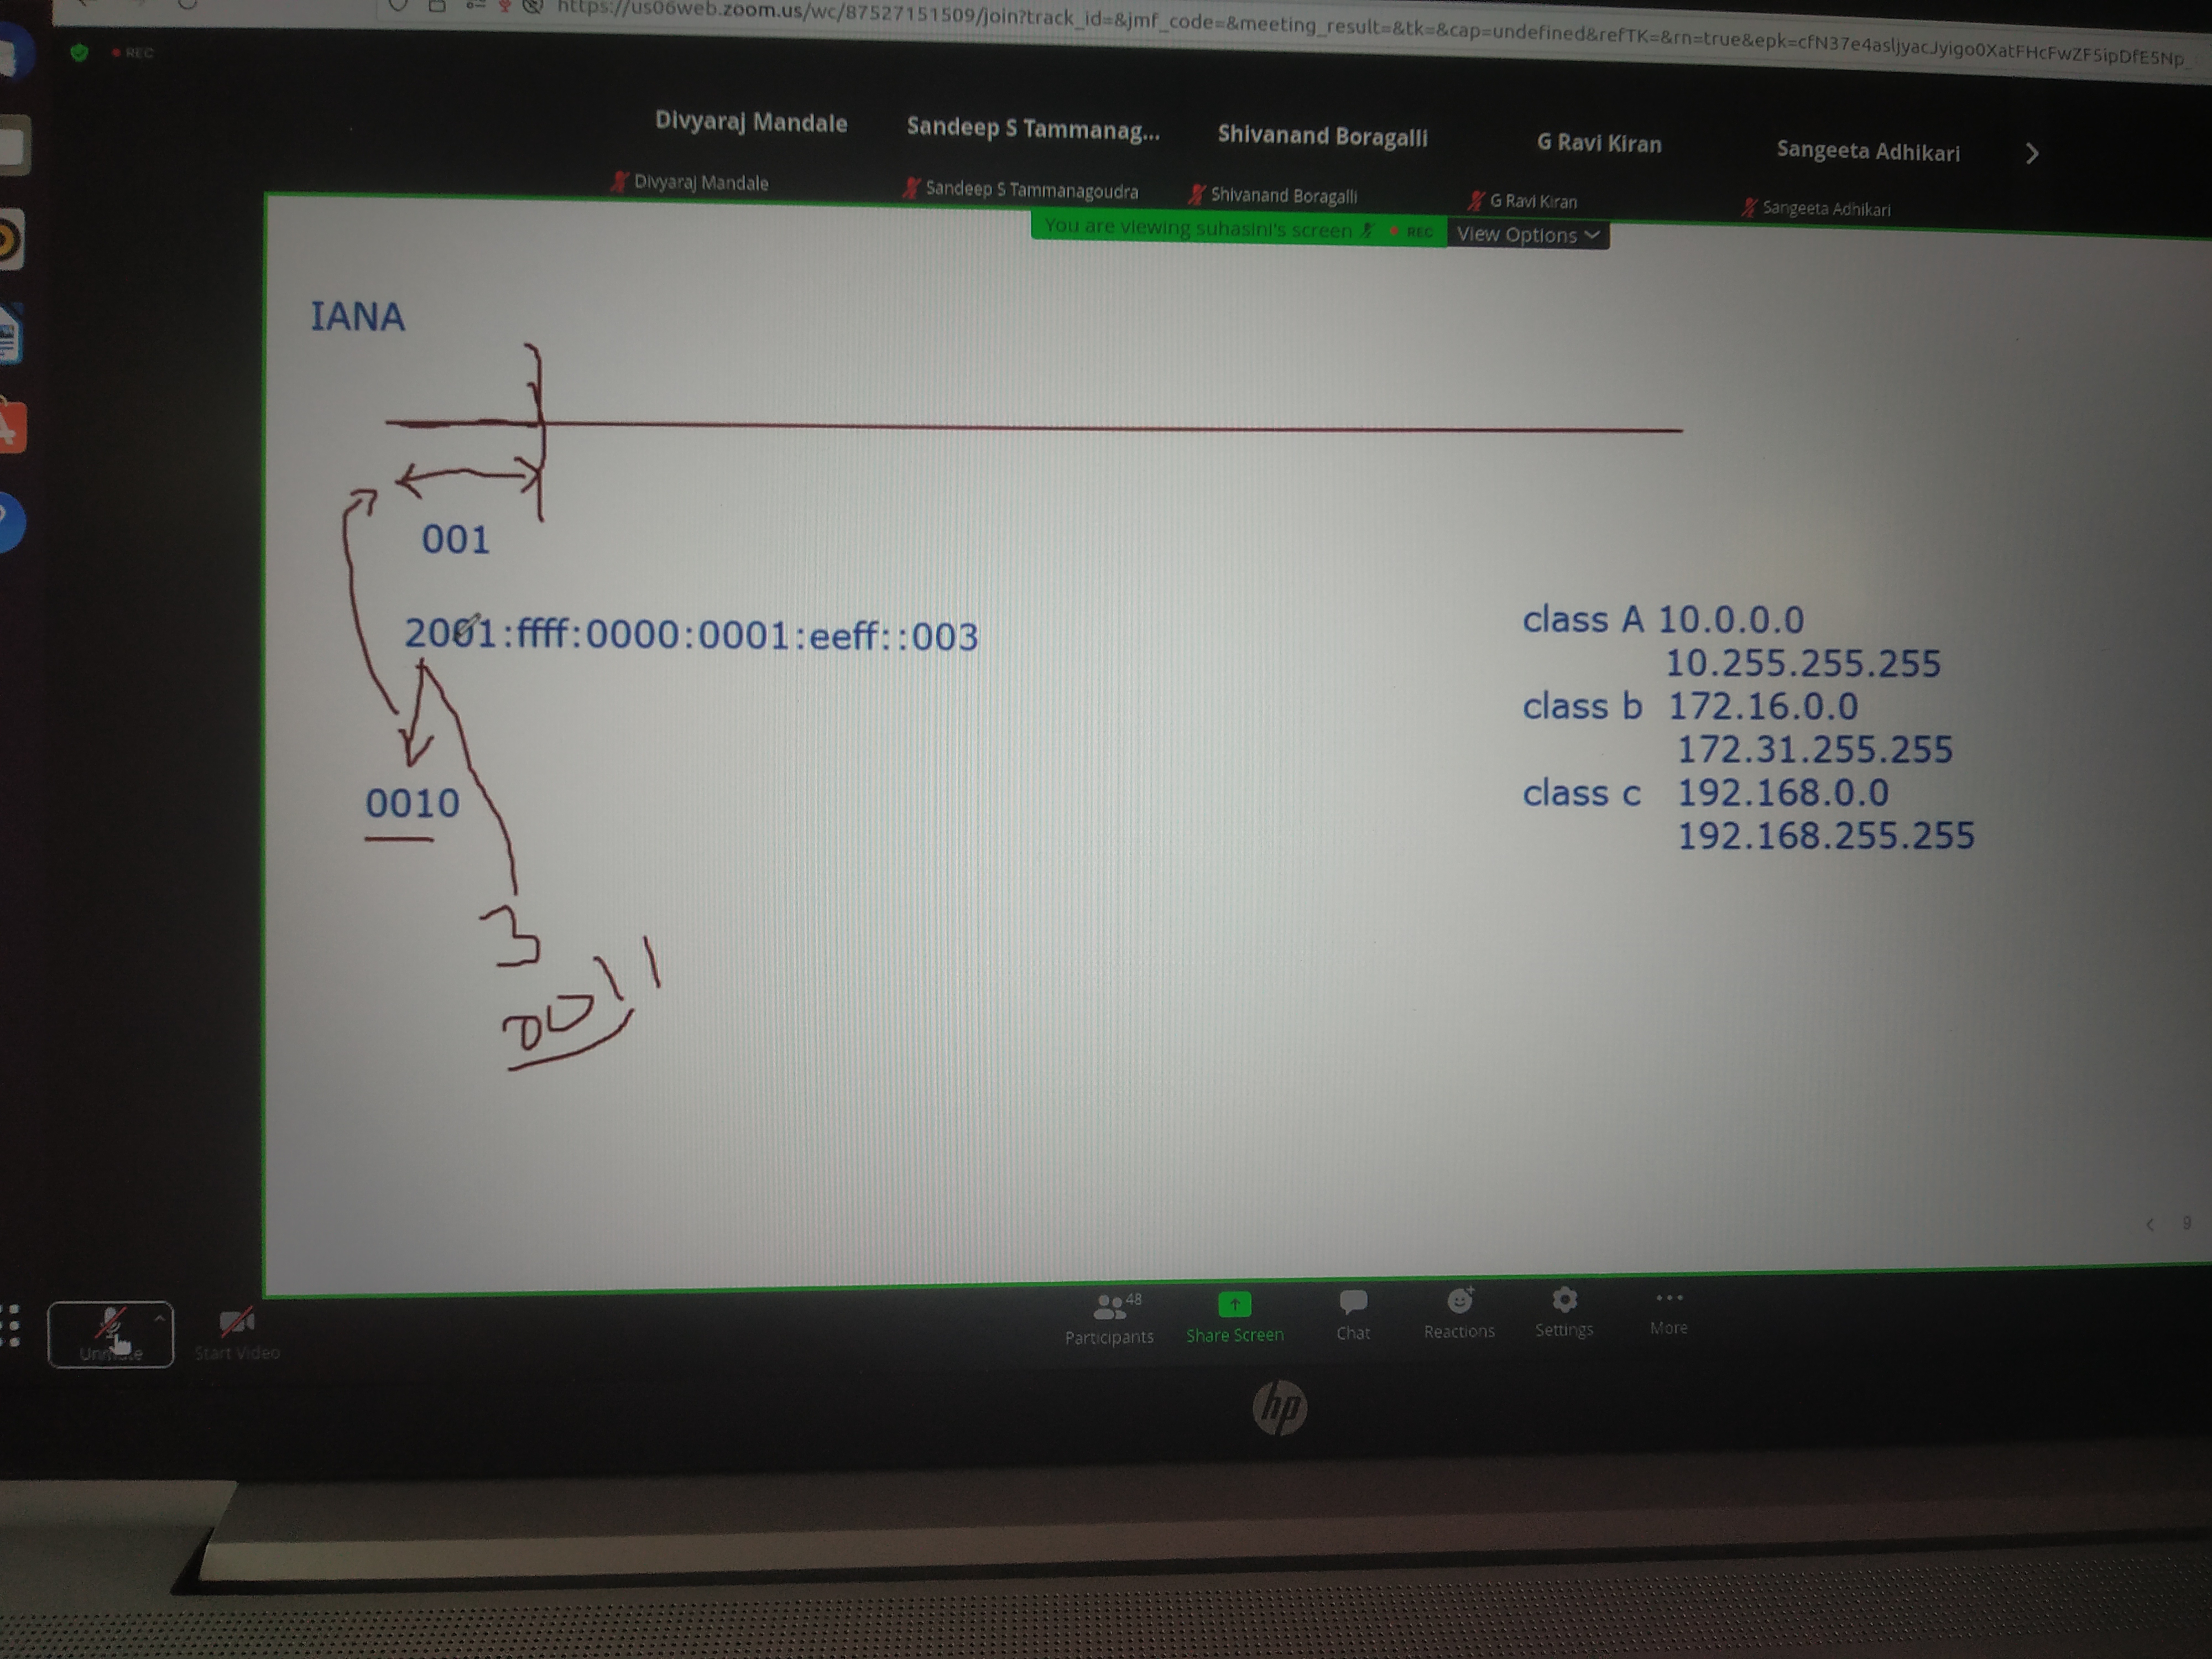 https://us06web.zoom.us/wc/87527151509/join?track_id=&jmf_code=&meeting_result=&tk=&cap=undefined&refTK=&rn=true&epk=cfN37e4asljyacJyigo0XatFHcFwZF5ipDfE5Np_
REC
Divyaraj Mandale
Sandeep S Tammanag...
Shivanand Boragalli
G Ravi Kiran
Sangeeta Adhikari
Divyaraj Mandale
Sandeep S Tammanagoudra
Shivanand Boragalli
G Ravi Kiran
Sangeeta Adhikari
You are viewing suhasini's screen REC View Options
IANA
001
2001:ffff:0000:0001:eeff::003
0010
3
0011
class A 10.0.0.0
10.255.255.255
class b 172.16.0.0
172.31.255.255
class c 192.168.0.0
192.168.255.255
9
Unmute
Start Video
48
Participants
Share Screen
Chat
Reactions
Settings
More
hp